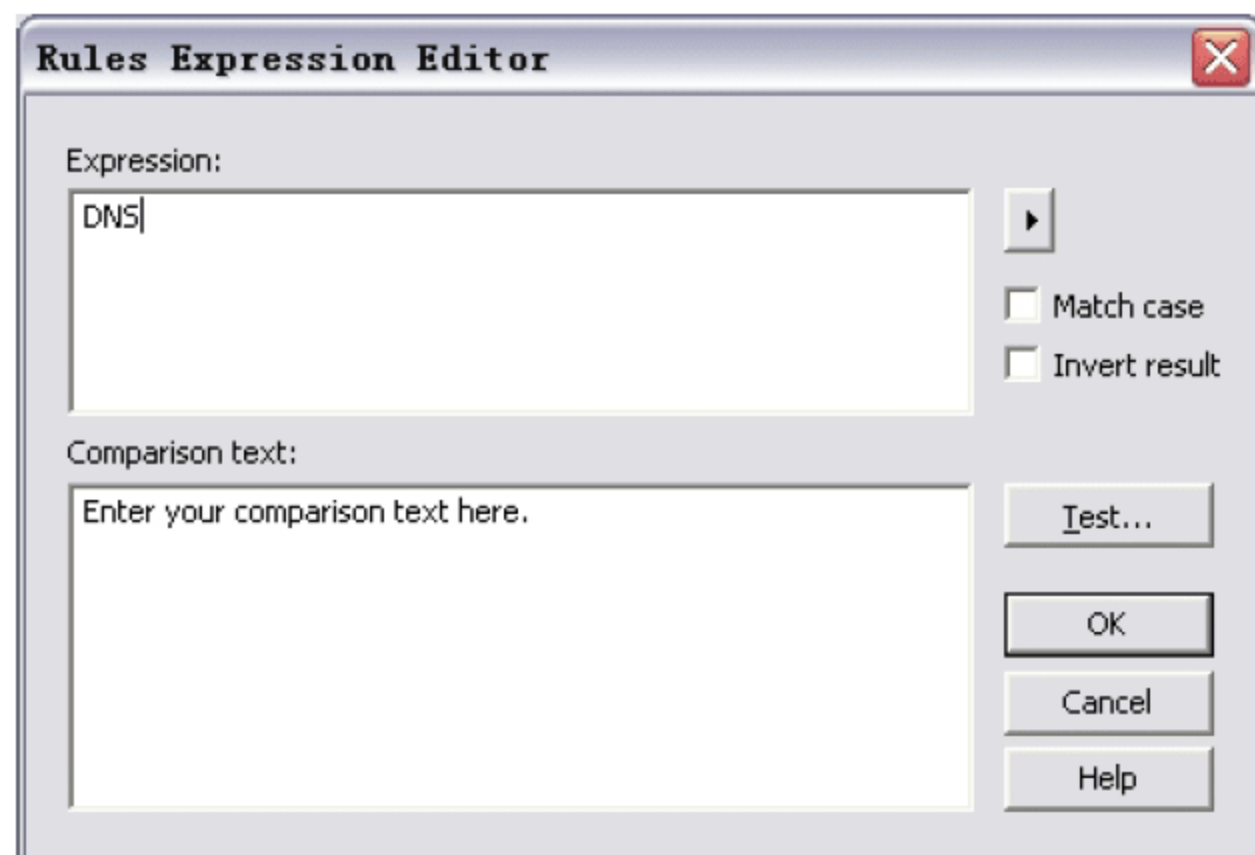 Rules Expression Editor
Expression:
DNS
Match case
Invert result
Comparison text:
Enter your comparison text here.
Test...
OK
Cancel
Help